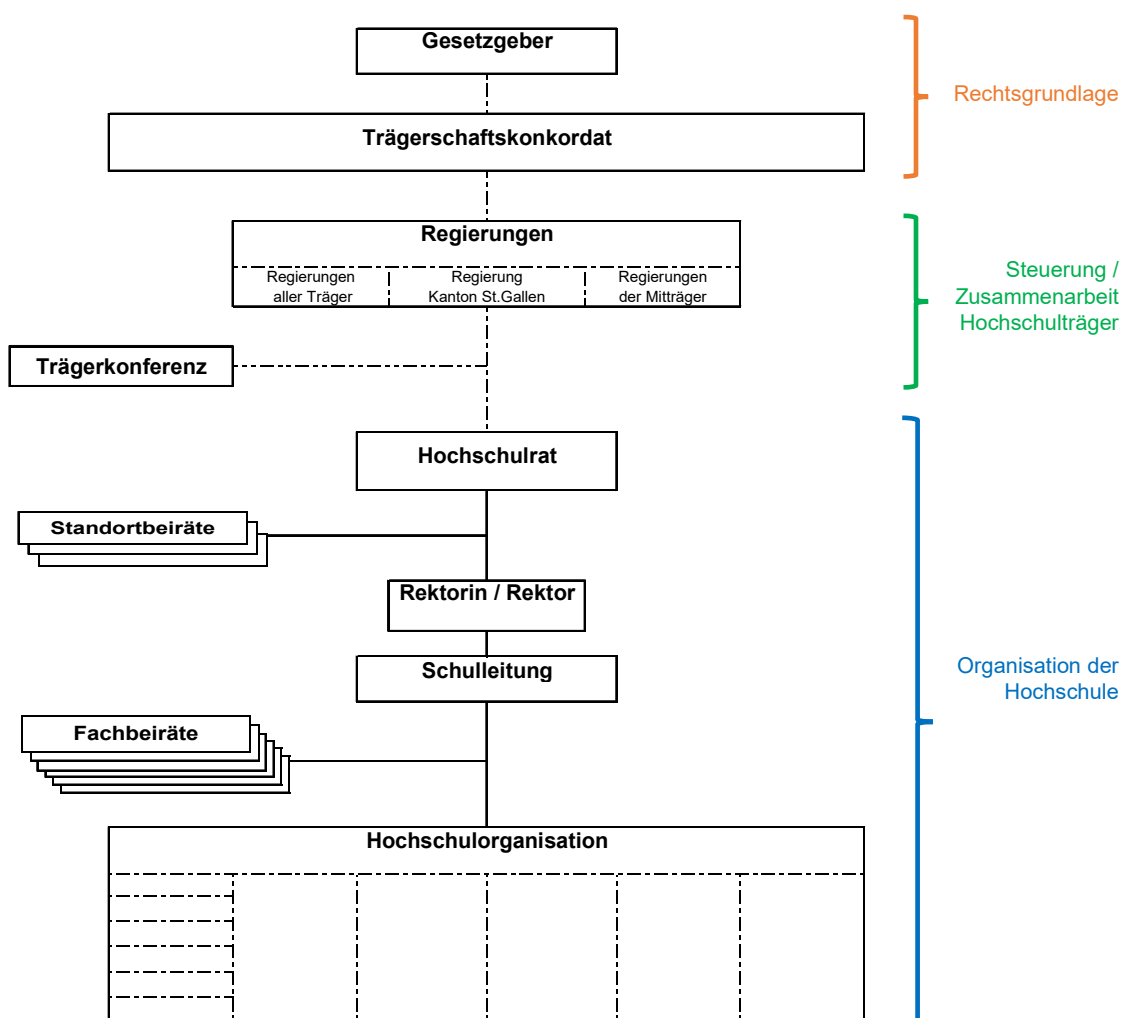 Gesetzgeber
Rechtsgrundlage
Trägerschaftskonkordat
Regierungen
Regierungen
aller Träger
Regierung
Kanton St.Gallen
Regierungen
der Mitträger
Steuerung /
Zusammenarbeit
Hochschulträger
Trägerkonferenz
Hochschulrat
Standortbeiräte
Rektorin / Rektor
Schulleitung
Organisation der
Hochschule
Fachbeiräte
Hochschulorganisation